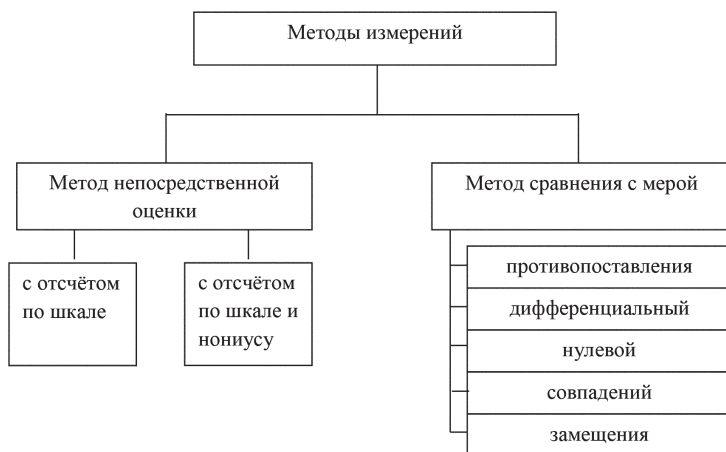 Методы измерений
Метод непосредственной
оценки
Метод сравнения с мерой
с отсчётом
по шкале
с отсчётом
по шкале и
нониусу
противопоставления
дифференциальный
нулевой
совпадений
замещения